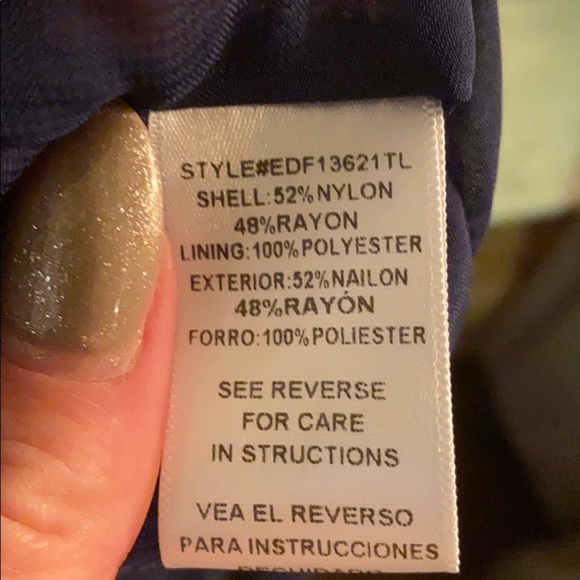 STYLE#EDF13621TL
SHELL:52%NYLON
48%RAYON
LINING:100%POLYESTER
EXTERIOR:52%NAILON
48%RAYÓN
FORRO:100%POLIESTER
SEE REVERSE
FOR CARE
IN STRUCTIONS
VEA EL REVERSO
PARA INSTRUCCIONES